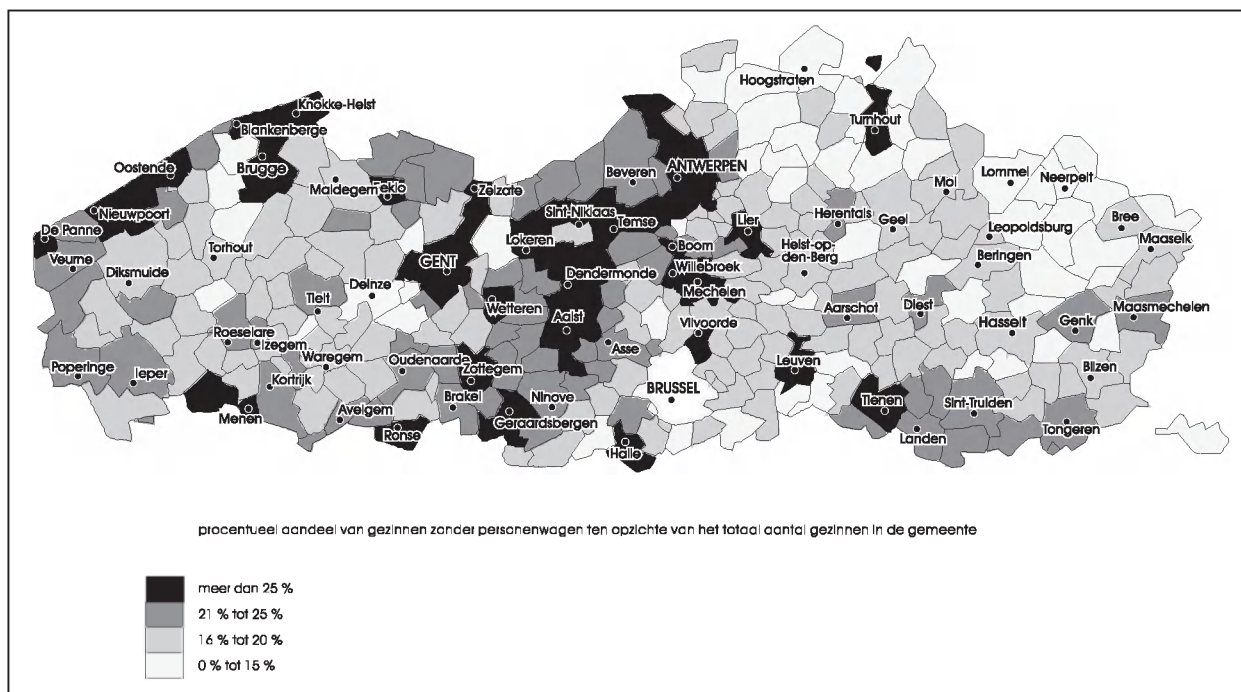 Hoogstraten
Knokke-Heist
Blankenberge
Turnhout
Oostende
Brugge
ANTWERPEN
Beveren
Zelzate
Maldegem
Eeklo
Mol
Lommel
Neerpelt
Nieuwpoort
Sint-Niklaas
Temse
Lier
Herentals
Geel
Bree
De Panne
Lokeren
Boom
Leopoldsburg
Maaseik
Veurne
Torhout
GENT
Heist-op-
den-Berg
Beringen
Diksmuide
Dendermonde
Willebroek
Deinze
Mechelen
Tielt
Wetteren
Aalst
Aarschot
Diest
Maasmechelen
Vilvoorde
Hasselt
Genk
Roeselare
Izegem
Asse
Waregem
Oudenaarde
Leuven
Poperinge
Ieper
Kortrijk
Zottegem
BRUSSEL
Bilzen
Brakel
Ninove
Tienen
Sint-Truiden
Menen
Avelgem
Geraardsbergen
Ronse
Landen
Tongeren
Halle
procentueel aandeel van gezinnen zonder personenwagen ten opzichte van het totaal aantal gezinnen in de gemeente
meer dan 25 %
21 % tot 25 %
16 % tot 20 %
0 % tot 15 %